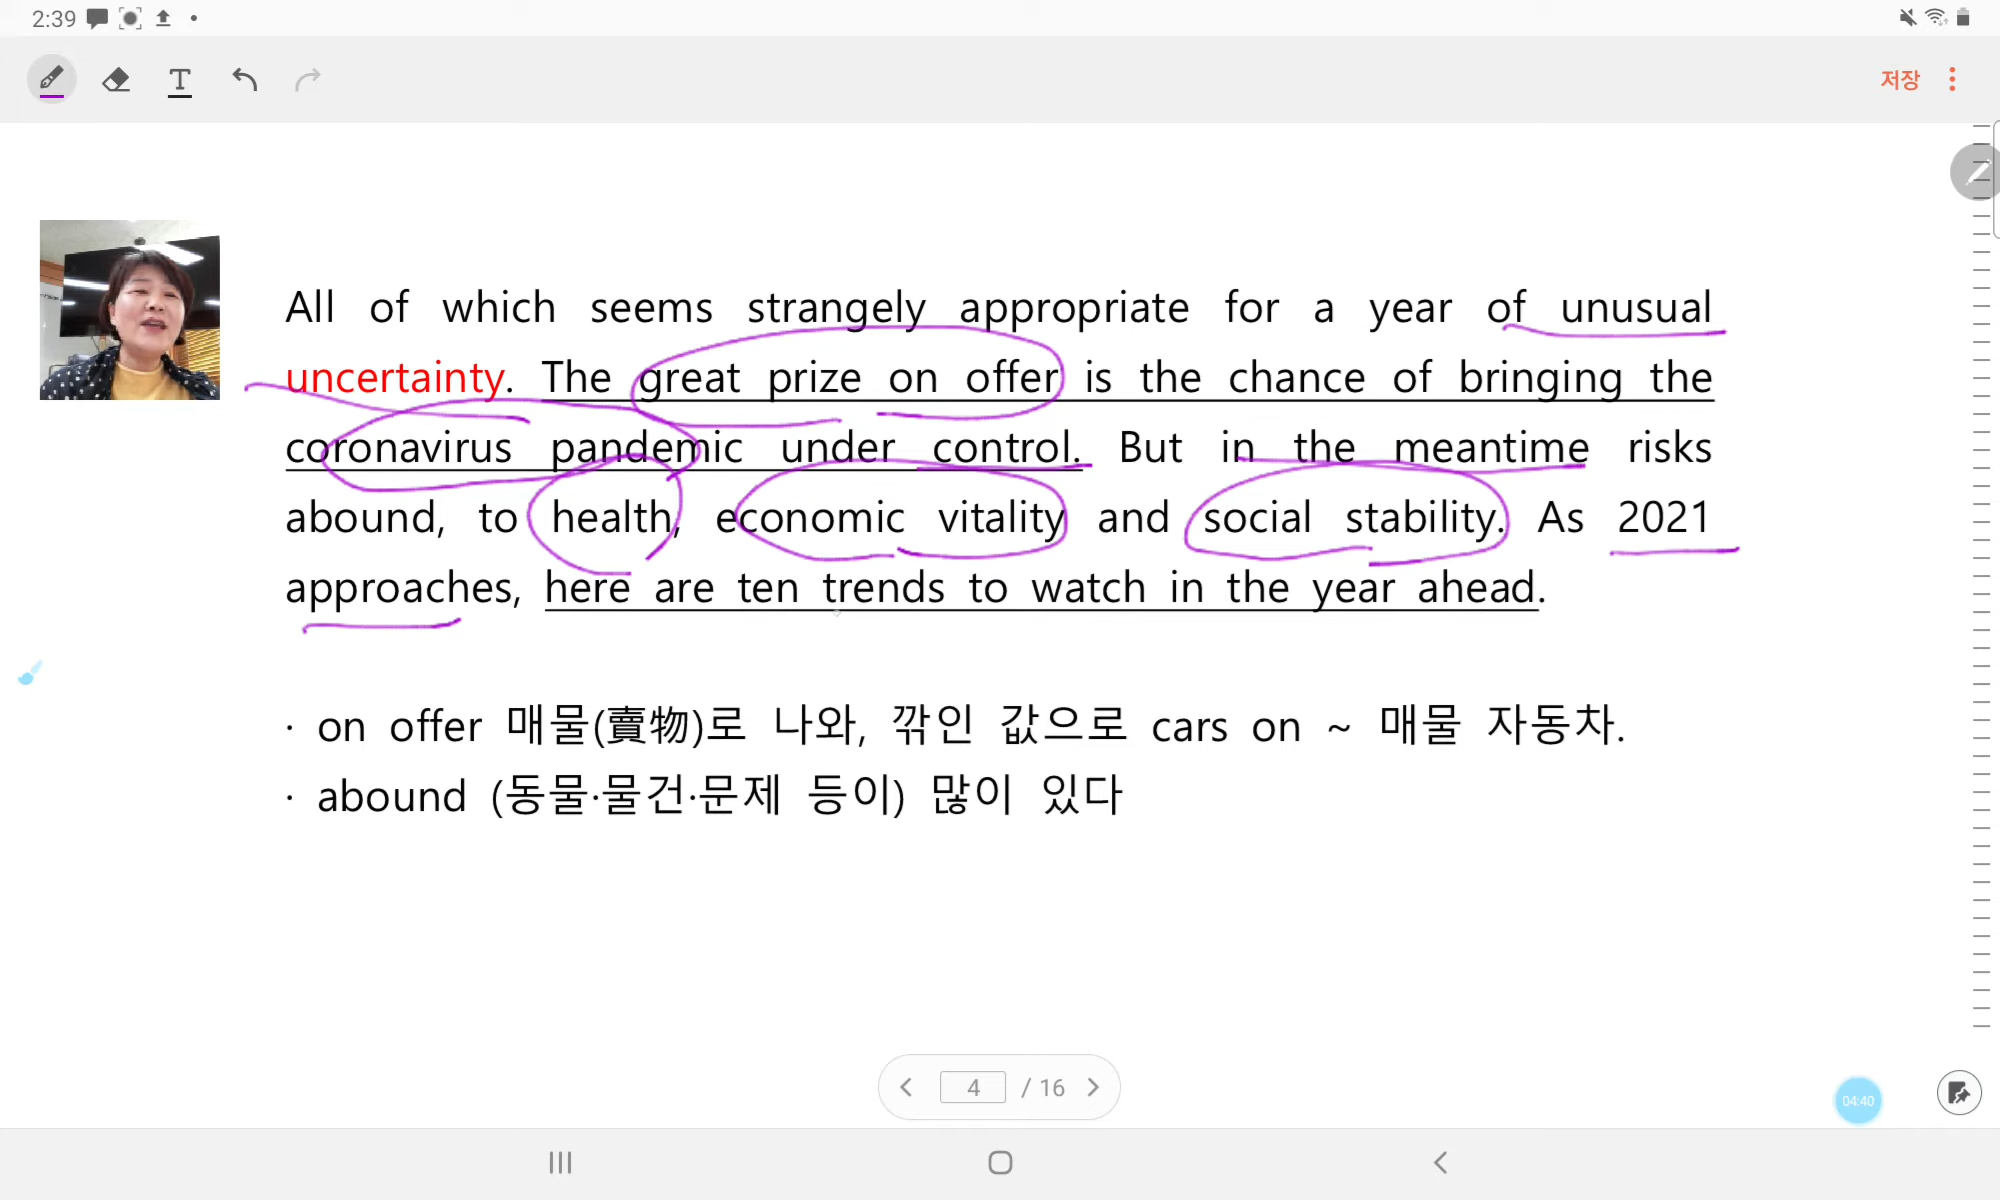 2:39
저장
All of which seems strangely appropriate for a year of unusual
uncertainty. The great prize on offer is the chance of bringing the
coronavirus pandemic under control. But in the meantime risks
abound, to health, economic vitality and social stability. As 2021
approaches, here are ten trends to watch in the year ahead.
· on offer 매물(賣物)로 나와, 깎인 값으로 cars on ~ 매물 자동차.
· abound (동물·물건·문제 등이) 많이 있다
4 / 16
04:40